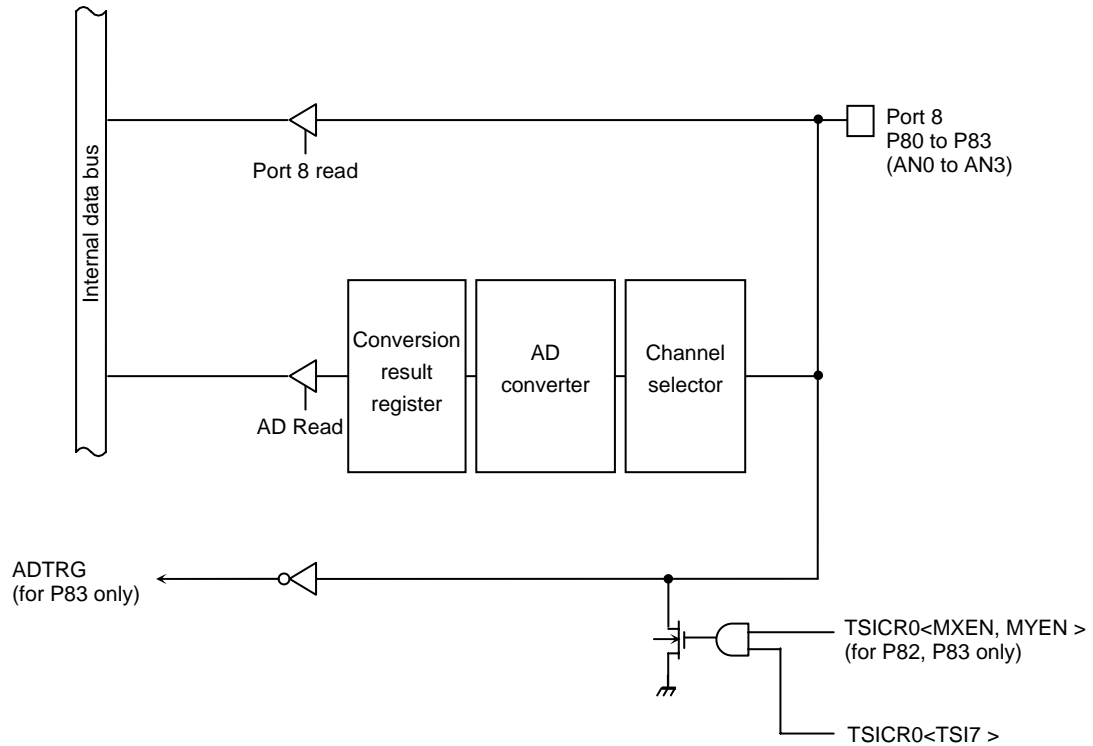 Internal data bus
Port 8 read
Port 8
P80 to P83
(AN0 to AN3)
Conversion
result
register
AD
converter
Channel
selector
AD Read
ADTRG
(for P83 only)
TSICR0<MXEN, MYEN >
(for P82, P83 only)
TSICR0<TSI7 >